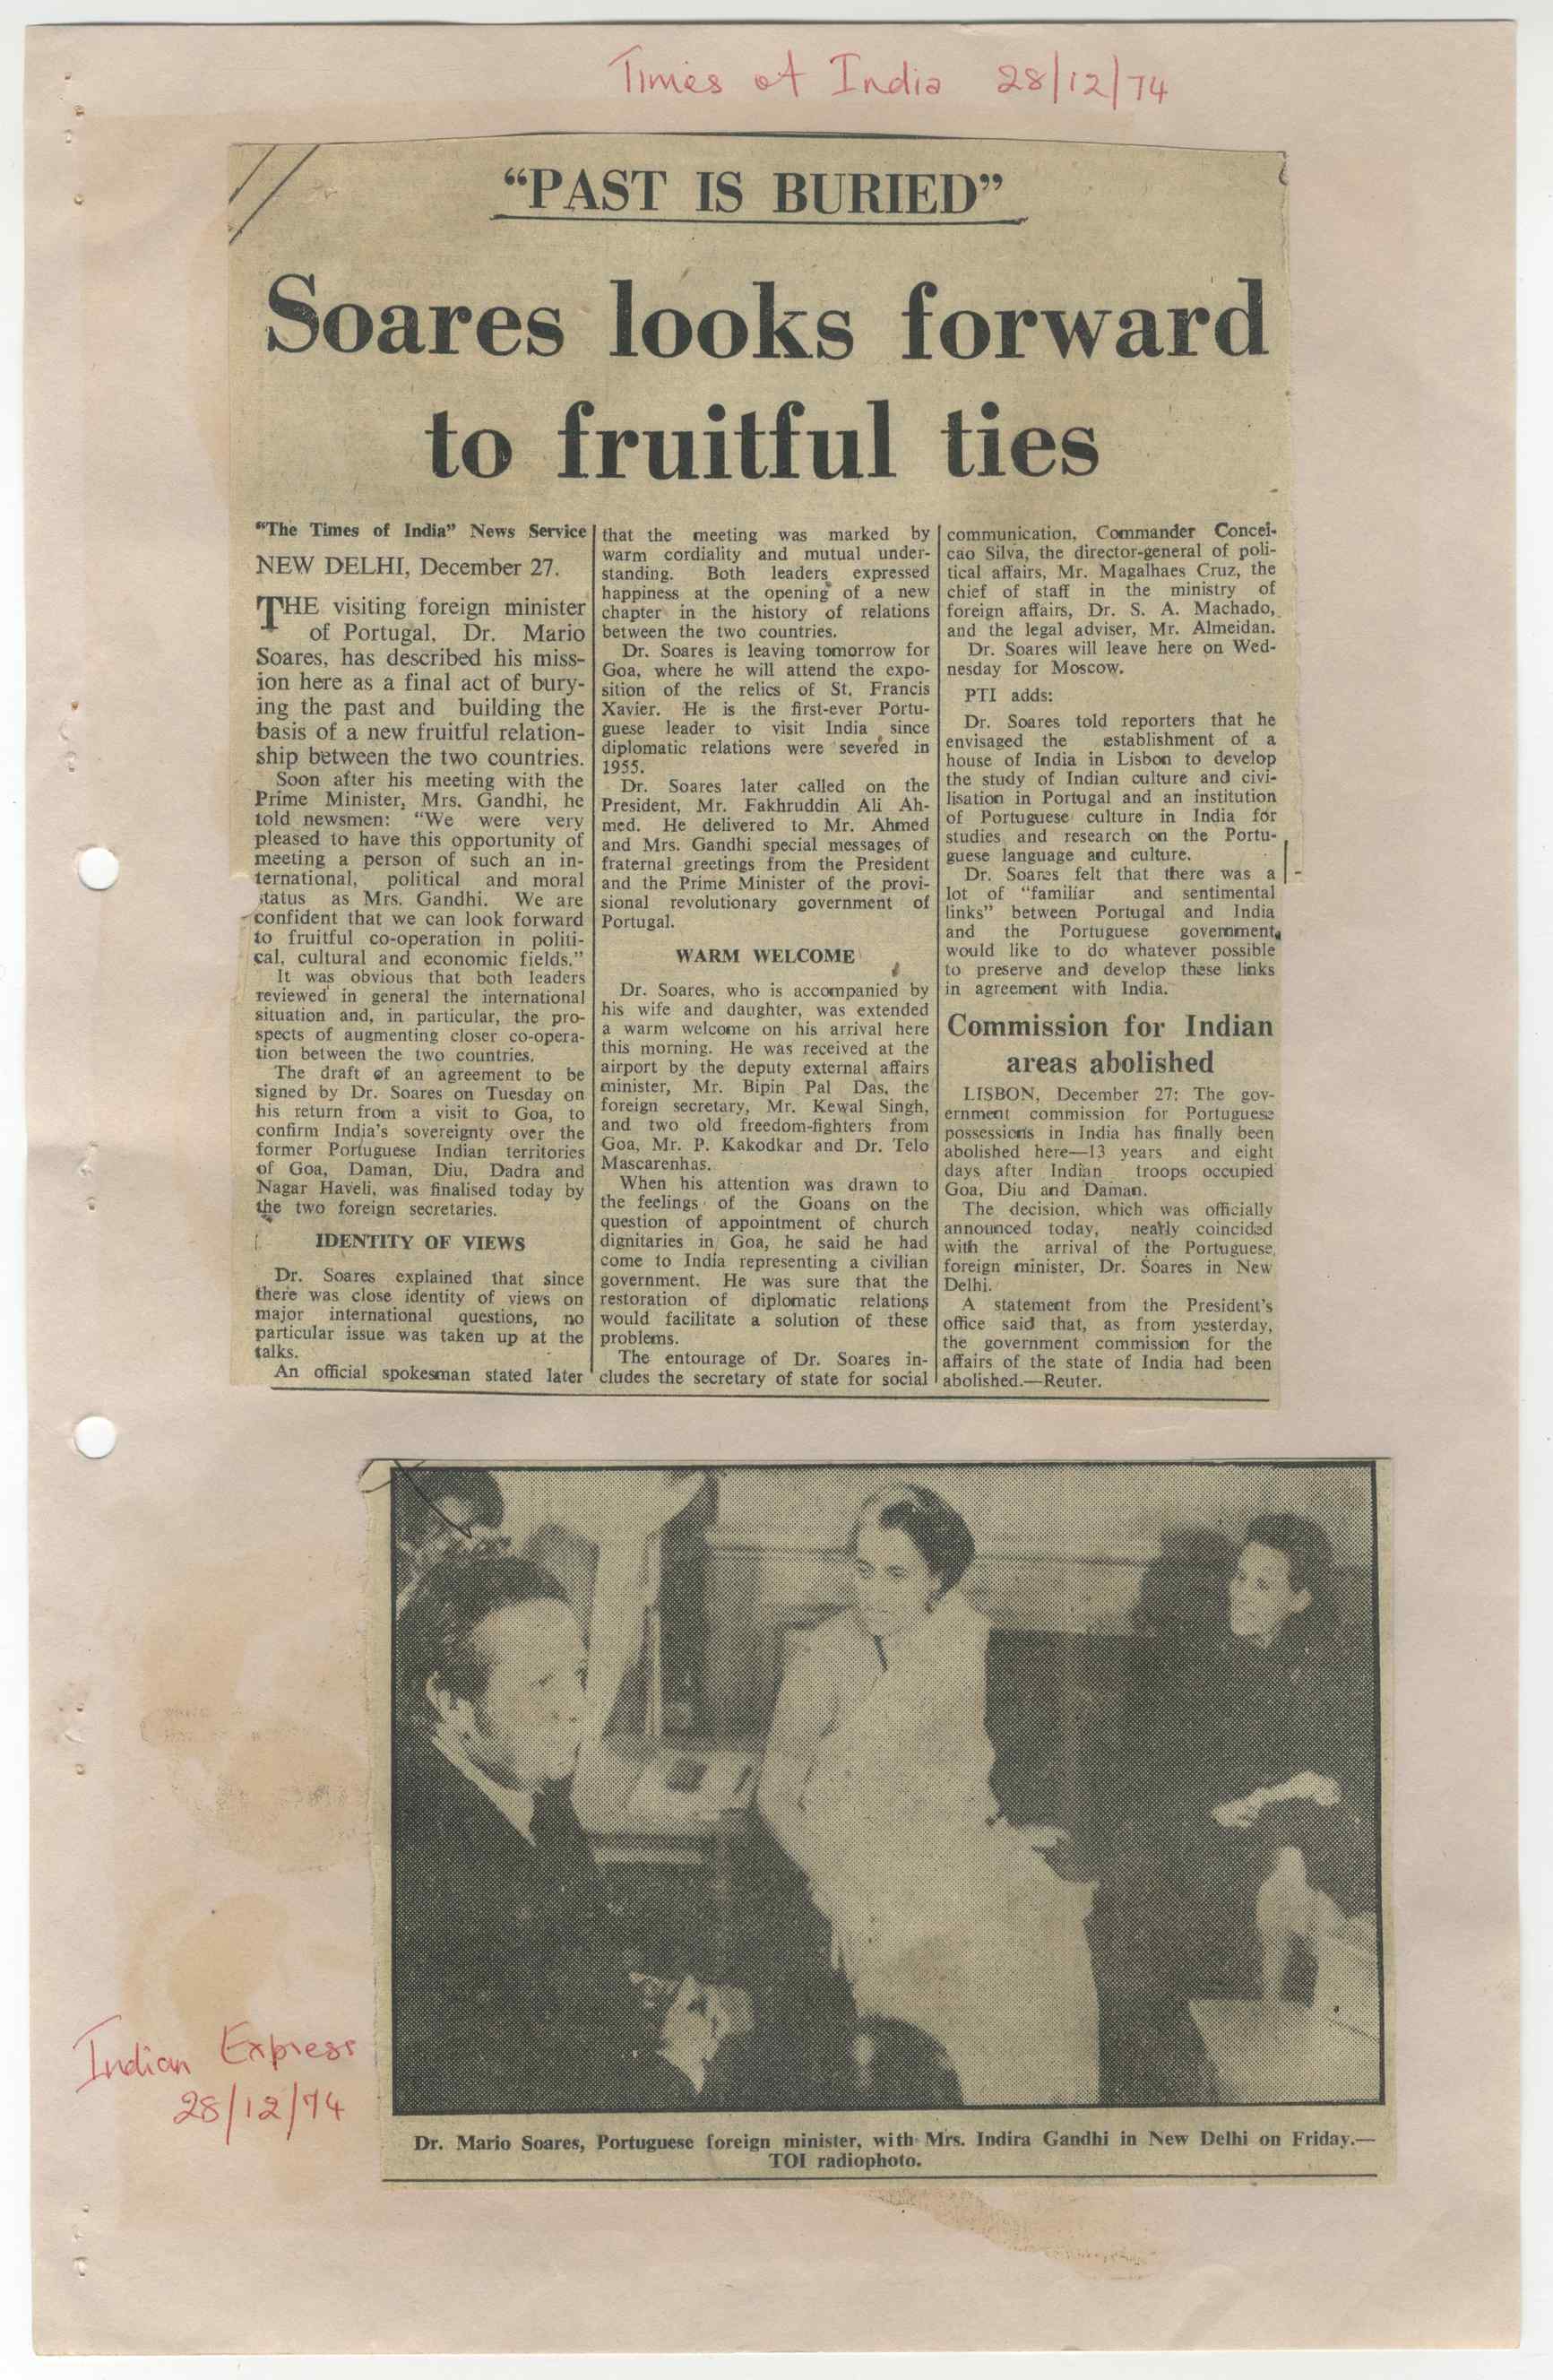 Times of India 28/12/74
“PAST IS BURIED”
Soares looks forward
to fruitful ties
“The Times of India” News Service
NEW DELHI, December 27.
THE visiting foreign minister
of Portugal, Dr. Mario
Soares, has described his miss-
ion here as a final act of bury-
ing the past and building the
basis of a new fruitful relation-
ship between the two countries.
Soon after his meeting with the
Prime Minister, Mrs. Gandhi, he
told newsmen: “We were very
pleased to have this opportunity of
meeting a person of such an in-
ternational, political and moral
status as Mrs. Gandhi. We are
confident that we can look forward
to fruitful co-operation in politi-
cal, cultural and economic fields.”
It was obvious that both leaders
reviewed in general the international
situation and, in particular, the pro-
spects of augmenting closer co-opera-
tion between the two countries.
The draft of an agreement to be
signed by Dr. Soares on Tuesday on
his return from a visit to Goa, to
confirm India’s sovereignty over the
former Portuguese Indian territories
of Goa, Daman, Diu, Dadra and
Nagar Haveli, was finalised today by
the two foreign secretaries.
IDENTITY OF VIEWS
Dr. Soares explained that since
there was close identity of views on
major international questions, no
particular issue was taken up at the
talks.
An official spokesman stated later
that the meeting was marked by
warm cordiality and mutual under-
standing. Both leaders expressed
happiness at the opening of a new
chapter in the history of relations
between the two countries.
Dr. Soares is leaving tomorrow for
Goa, where he will attend the expo-
sition of the relics of St. Francis
Xavier. He is the first-ever Portu-
guese leader to visit India since
diplomatic relations were severed in
1955.
Dr. Soares later called on the
President, Mr. Fakhruddin Ali Ah-
med. He delivered to Mr. Ahmed
and Mrs. Gandhi special messages of
fraternal greetings from the President
and the Prime Minister of the provi-
sional revolutionary government of
Portugal.
WARM WELCOME
Dr. Soares, who is accompanied by
his wife and daughter, was extended
a warm welcome on his arrival here
this morning. He was received at the
airport by the deputy external affairs
minister, Mr. Bipin Pal Das, the
foreign secretary, Mr. Kewal Singh,
and two old freedom-fighters from
Goa, Mr. P. Kakodkar and Dr. Telo
Mascarenhas.
When his attention was drawn to
the feelings of the Goans on the
question of appointment of church
dignitaries in Goa, he said he had
come to India representing a civilian
government. He was sure that the
restoration of diplomatic relations
would facilitate a solution of these
problems.
The entourage of Dr. Soares in-
cludes the secretary of state for social
communication, Commander Concei-
cao Silva, the director-general of poli-
tical affairs, Mr. Magalhaes Cruz, the
chief of staff in the ministry of
foreign affairs, Dr. S. A. Machado,
and the legal adviser, Mr. Almeidan.
Dr. Soares will leave here on Wed-
nesday for Moscow.
PTI adds:
Dr. Soares told reporters that he
envisaged the establishment of a
house of India in Lisbon to develop
the study of Indian culture and civi-
lisation in Portugal and an institution
of Portuguese culture in India for
studies and research on the Portu-
guese language and culture.
Dr. Soares felt that there was a
lot of “familiar and sentimental
links” between Portugal and India
and the Portuguese government
would like to do whatever possible
to preserve and develop these links
in agreement with India.
Commission for Indian
areas abolished
LISBON, December 27: The gov-
ernment commission for Portuguese
possessions in India has finally been
abolished here—13 years and eight
days after Indian troops occupied
Goa, Diu and Daman.
The decision, which was officially
announced today, nearly coincided
with the arrival of the Portuguese
foreign minister, Dr. Soares in New
Delhi.
A statement from the President’s
office said that, as from yesterday,
the government commission for the
affairs of the state of India had been
abolished.—Reuter.
Indian Express
28/12/74
Dr. Mario Soares, Portuguese foreign minister, with Mrs. Indira Gandhi in New Delhi on Friday.—
TOI radiophoto.